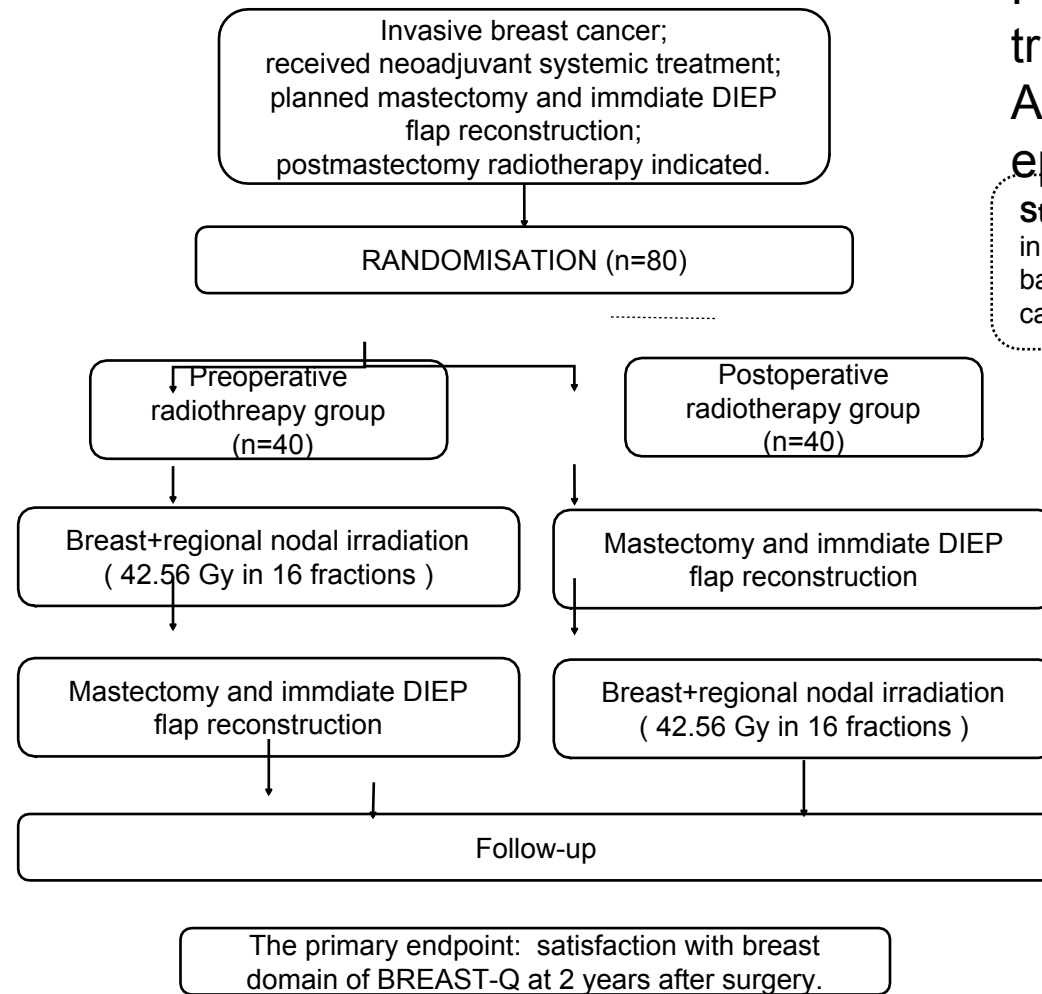 Invasive breast cancer;
received neoadjuvant systemic treatment;
planned mastectomy and immdiate DIEP
flap reconstruction;
postmastectomy radiotherapy indicated.
RANDOMISATION (n=80)
Preoperative
radiothreapy group
(n=40)
Postoperative
radiotherapy group
(n=40)
Breast+regional nodal irradiation
( 42.56 Gy in 16 fractions )
Mastectomy and immdiate DIEP
flap reconstruction
Mastectomy and immdiate DIEP
flap reconstruction
Breast+regional nodal irradiation
( 42.56 Gy in 16 fractions )
Follow-up
The primary endpoint: satisfaction with breast
domain of BREAST-Q at 2 years after surgery.